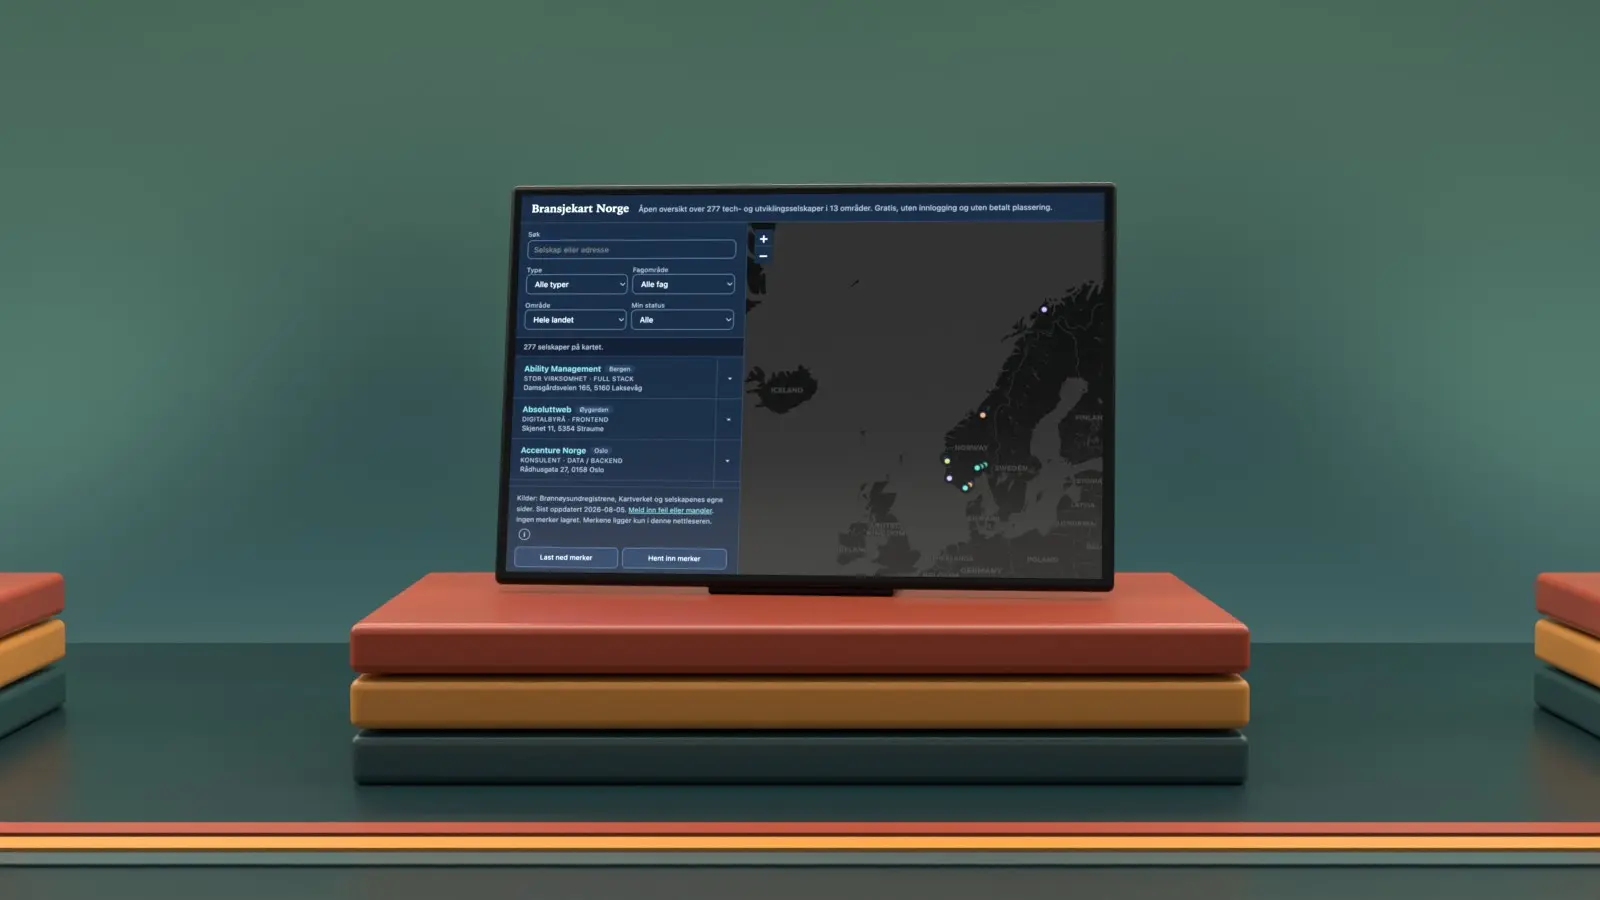 Bransjekart Norge
Åpen oversikt over 277 tech- og utviklingsselskaper i 13 områder. Gratis, uten innlogging og uten betalt plassering.
Søk
Selskap eller adresse
Type
Fagområde
Alle typer
Alle fag
Område
Min status
Hele landet
Alle
277 selskaper på kartet.
Ability Management Bergen
STOR VIRKSOMHET · FULL STACK
Damsgårdsveien 165, 5160 Laksevåg
Absoluttweb Øygarden
DIGITALBYRÅ · FRONTEND
Skjenet 11, 5354 Straume
Accenture Norge Oslo
KONSULENT · DATA / BACKEND
Rådhusgata 27, 0158 Oslo
Kilder: Brønnøysundregistrene, Kartverket og selskapenes egne
sider. Sist oppdatert 2026-08-05. Meld inn feil eller mangler.
Ingen merker lagret. Merkene ligger kun i denne nettleseren.
Last ned merker
Hent inn merker
+
−
ICELAND
NORWAY
SWEDEN
POLAND
GERMANY